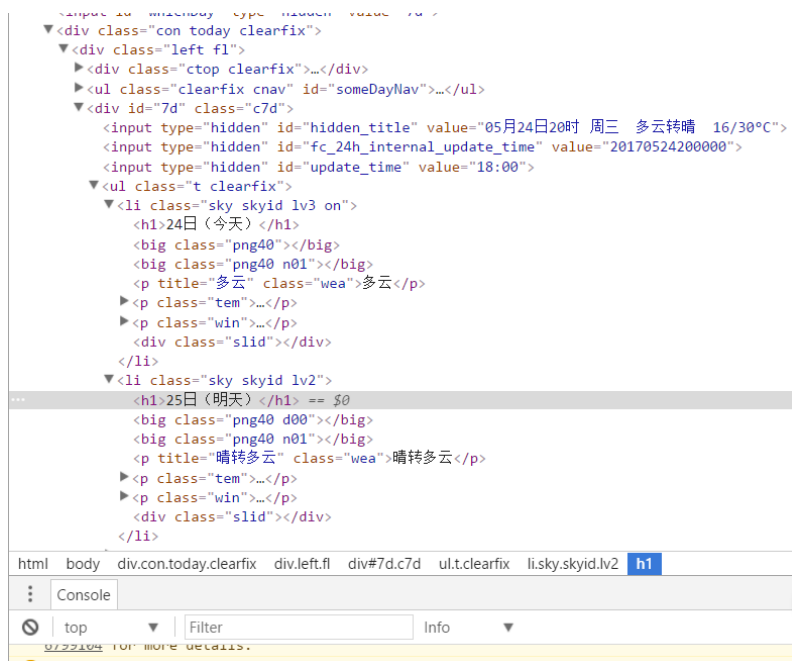 <input id="whichDay" type="hidden" value="7d">
▼<div class="con today clearfix">
▼<div class="left fl">
▶<div class="ctop clearfix">…</div>
▶<ul class="clearfix cnav" id="someDayNav">…</ul>
▼<div id="7d" class="c7d">
<input type="hidden" id="hidden_title" value="05月24日20时 周三  多云转晴  16/30°C">
<input type="hidden" id="fc_24h_internal_update_time" value="20170524200000">
<input type="hidden" id="update_time" value="18:00">
▼<ul class="t clearfix">
▼<li class="sky skyid lv3 on">
<h1>24日（今天）</h1>
<big class="png40"></big>
<big class="png40 n01"></big>
<p title="多云" class="wea">多云</p>
▶<p class="tem">…</p>
▶<p class="win">…</p>
<div class="slid"></div>
</li>
▼<li class="sky skyid lv2">
... <h1>25日（明天）</h1> == $0
<big class="png40 d00"></big>
<big class="png40 n01"></big>
<p title="晴转多云" class="wea">晴转多云</p>
▶<p class="tem">…</p>
▶<p class="win">…</p>
<div class="slid"></div>
</li>
html body div.con.today.clearfix div.left.fl div#7d.c7d ul.t.clearfix li.sky.skyid.lv2 h1
Console
top ▼ Filter Info ▼
6799104 for more details.